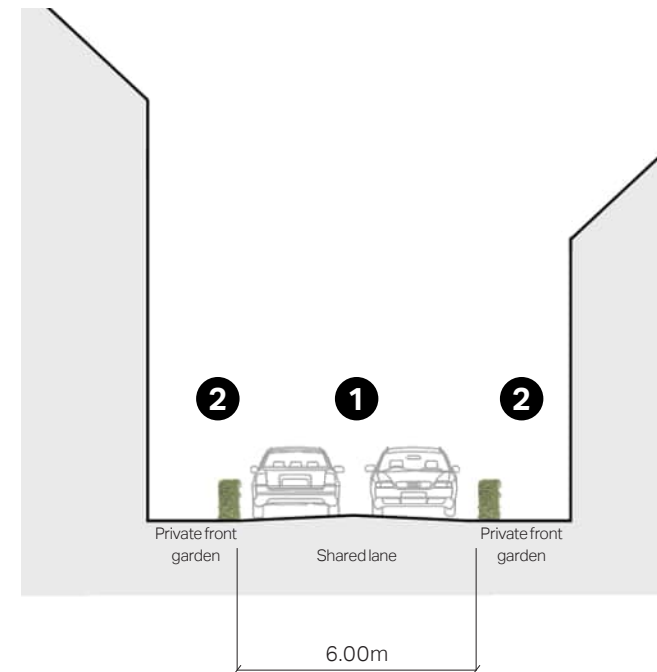 2
1
2
Private front
garden
Shared lane
Private front
garden
6.00m